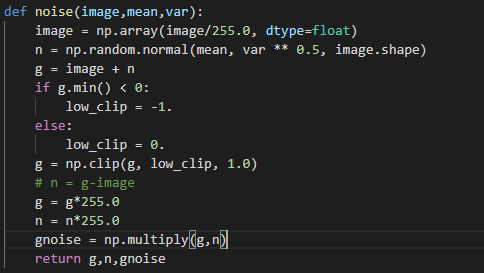 def noise(image,mean,var):
    image = np.array(image/255.0, dtype=float)
    n = np.random.normal(mean, var ** 0.5, image.shape)
    g = image + n
    if g.min() < 0:
        low_clip = -1.
    else:
        low_clip = 0.
    g = np.clip(g, low_clip, 1.0)
    # n = g-image
    g = g*255.0
    n = n*255.0
    gnoise = np.multiply(g,n)
    return g,n,gnoise